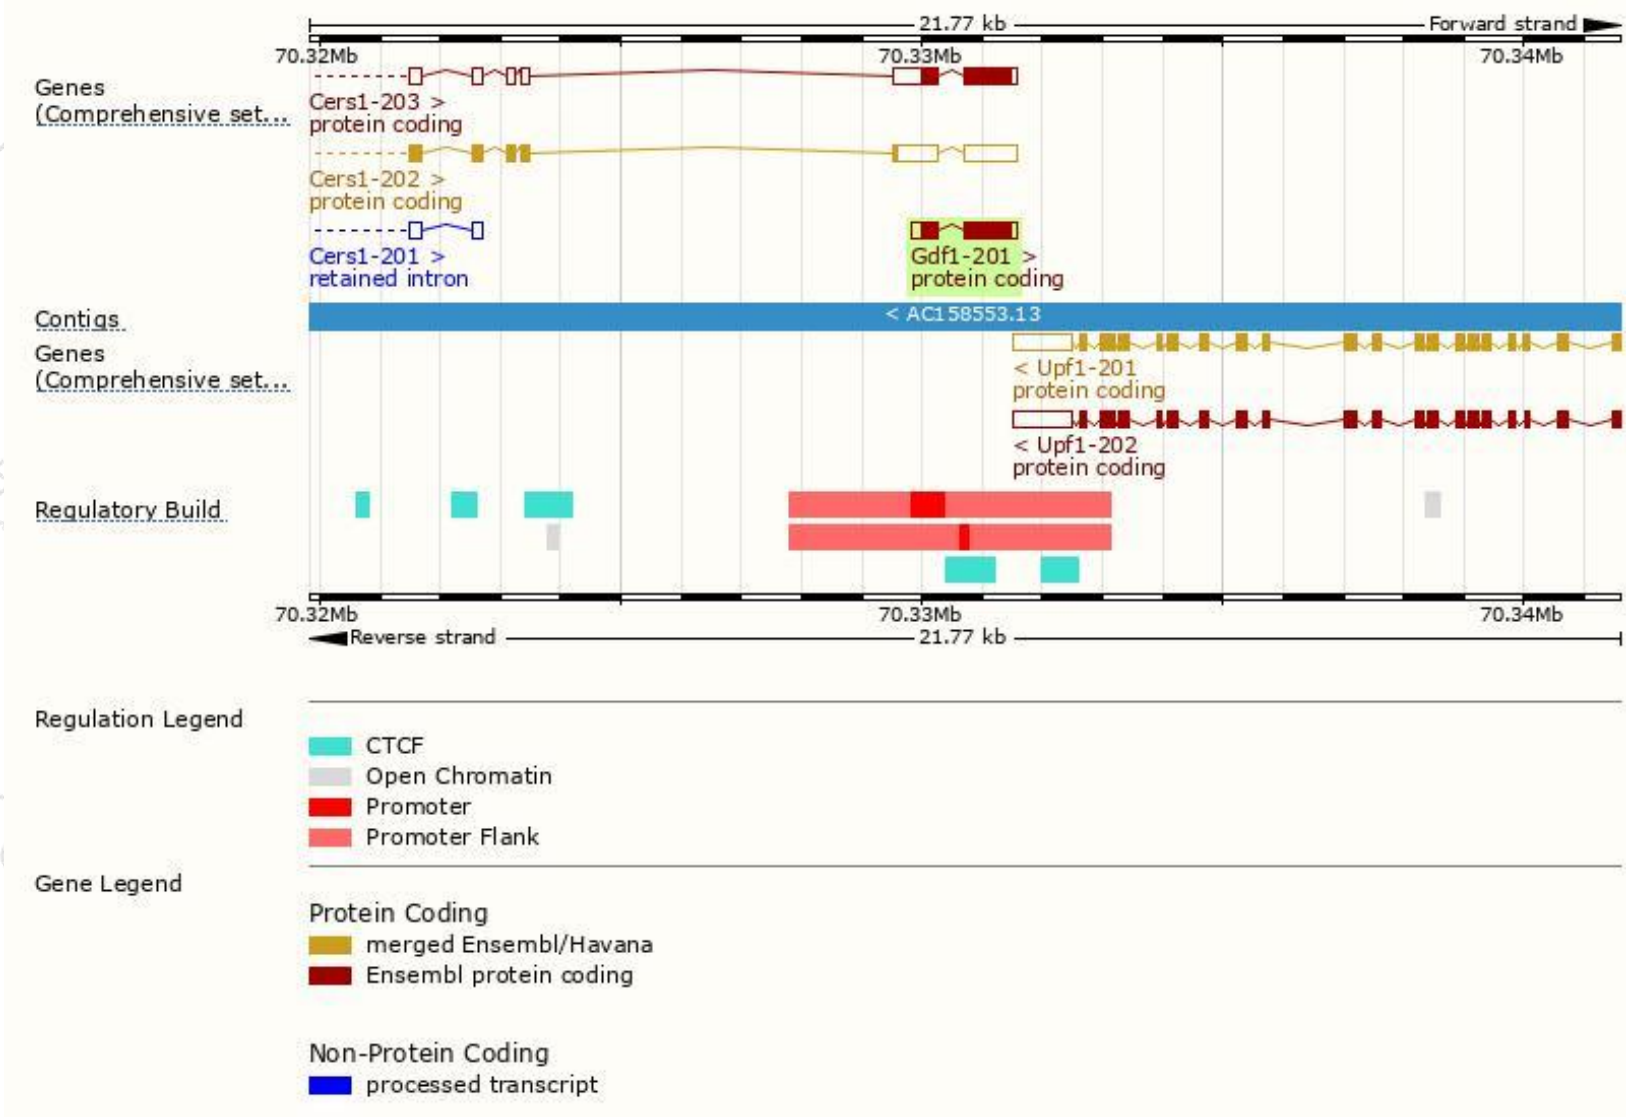 21.77 kb
Forward strand
70.32Mb
70.33Mb
70.34Mb
Genes
(Comprehensive set...
Cers1-203 >
protein coding
Cers1-202 >
protein coding
Cers1-201 >
retained intron
Gdf1-201 >
protein coding
Contigs
< AC158553.13
Genes
(Comprehensive set...
< Upf1-201
protein coding
< Upf1-202
protein coding
Regulatory Build
70.32Mb
70.33Mb
70.34Mb
Reverse strand
21.77 kb
Regulation Legend
CTCF
Open Chromatin
Promoter
Promoter Flank
Gene Legend
Protein Coding
merged Ensembl/Havana
Ensembl protein coding
Non-Protein Coding
processed transcript